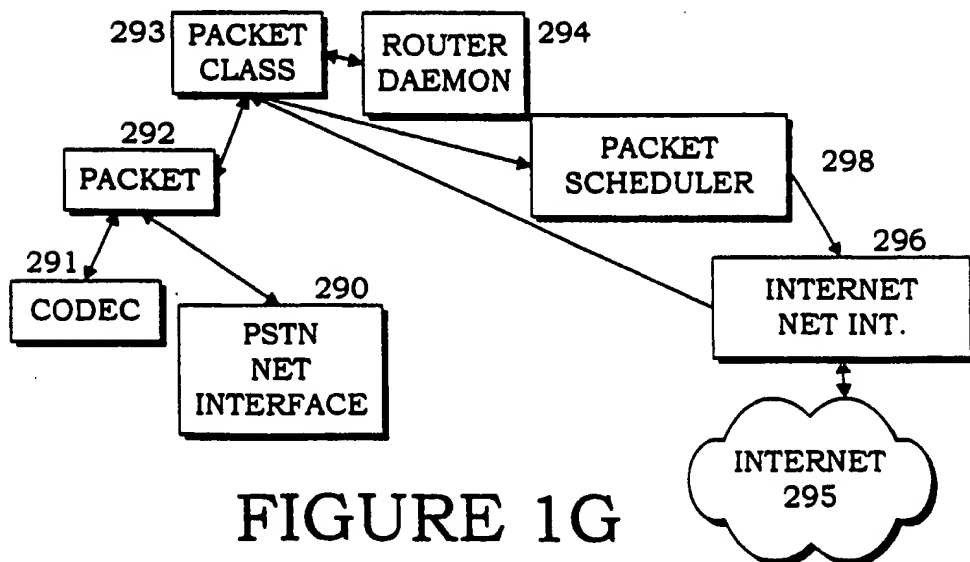 293
PACKET
CLASS
ROUTER
DAEMON
294
292
PACKET
PACKET
SCHEDULER
298
291
CODEC
290
PSTN
NET
INTERFACE
296
INTERNET
NET INT.
INTERNET
295
FIGURE 1G